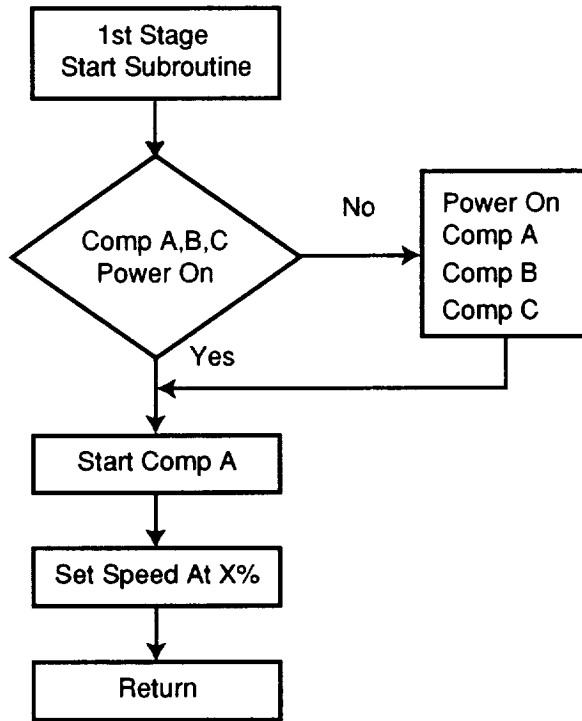 1st Stage
Start Subroutine
Comp A,B,C
Power On
No
Power On
Comp A
Comp B
Comp C
Yes
Start Comp A
Set Speed At X%
Return